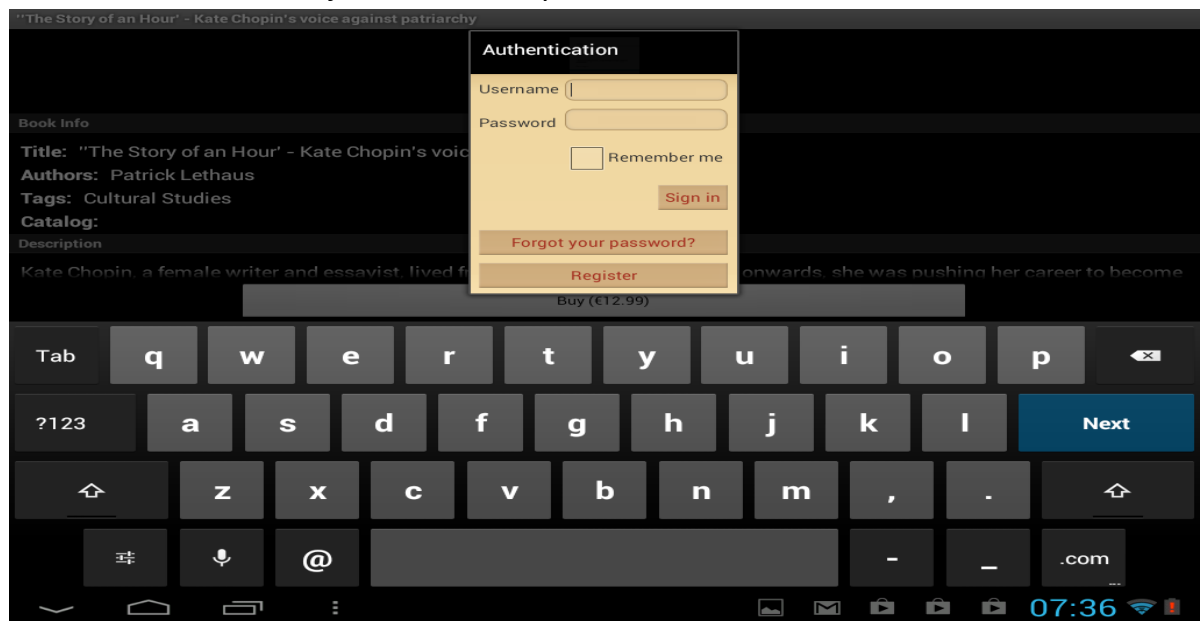 ''The Story of an Hour' - Kate Chopin's voice against patriarchy
Authentication
Username
Password
Remember me
Sign in
Forgot your password?
Register
Book Info
Title: ''The Story of an Hour' - Kate Chopin's voic
Authors: Patrick Lethaus
Tags: Cultural Studies
Catalog:
Description
Kate Chopin, a female writer and essayist, lived onwards, she was pushing her career to become
Buy (€12.99)
Tab q w e r t y u i o p
?123 a s d f g h j k l Next
z x c v b n m , .
@ - _ .com
07:36